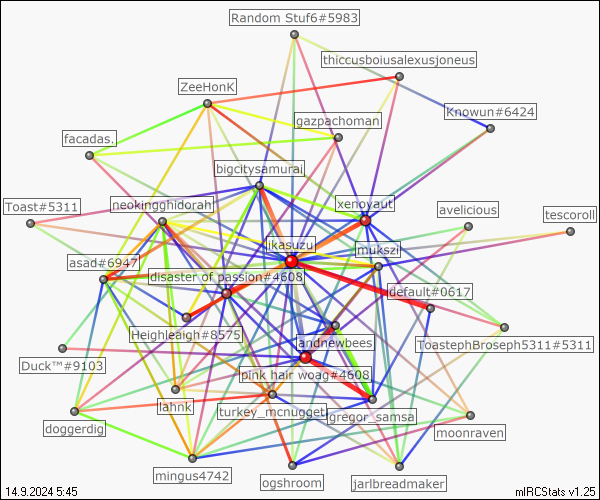 Random Stuf6#5983
thiccusboiusalexusjoneus
ZeeHonK
Knowun#6424
gazpachoman
facadas.
bigcitysamurai
neokingghidorah
xenoyaut
Toast#5311
avelicious
tescoroll
likasuzu
mukszi
asad#6947
disaster of passion#4608
default#0617
Heighleaigh#8575
landnewbees
ToastephBroseph5311#5311
Duck™#9103
pink hair woag#4608
lahnk
turkey_mcnugget
gregor_samsa
doggerdig
moonraven
mingus4742
ogshroom
jarlbreadmaker
14.9.2024 5:45
mIRCStats v1.25